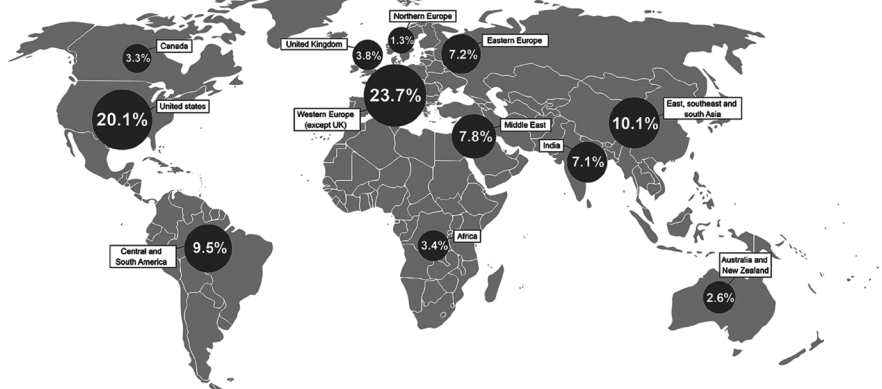 Northern Europe
1.3%
Canada
3.3%
United Kingdom
3.8%
Eastern Europe
7.2%
United states
20.1%
23.7%
Western Europe
(except UK)
Middle East
7.8%
India
7.1%
East, southeast and
south Asia
10.1%
Central and
South America
9.5%
Africa
3.4%
Australia and
New Zealand
2.6%